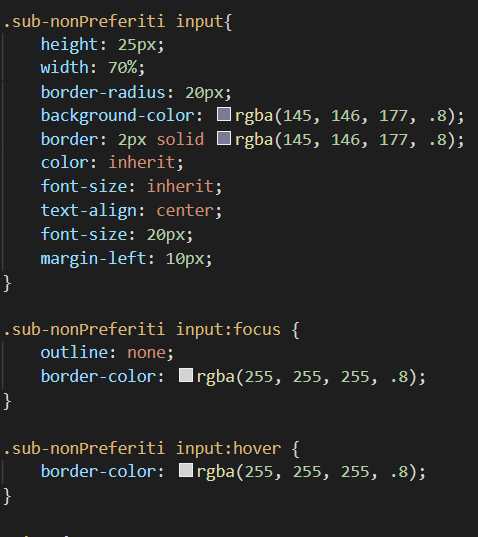 .sub-nonPreferiti input{
    height: 25px;
    width: 70%;
    border-radius: 20px;
    background-color: rgba(145, 146, 177, .8);
    border: 2px solid rgba(145, 146, 177, .8);
    color: inherit;
    font-size: inherit;
    text-align: center;
    font-size: 20px;
    margin-left: 10px;
}

.sub-nonPreferiti input:focus {
    outline: none;
    border-color: rgba(255, 255, 255, .8);
}

.sub-nonPreferiti input:hover {
    border-color: rgba(255, 255, 255, .8);
}